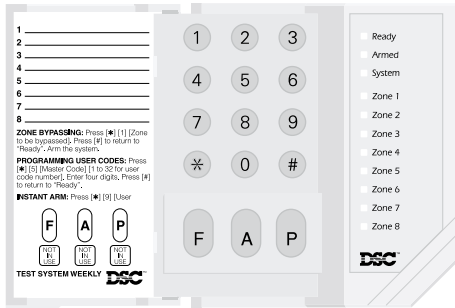 1
2
3
4
5
6
7
8
ZONE BYPASSING: Press [✱] [1] [Zone
to be bypassed]. Press [#] to return to
"Ready". Arm the system.
PROGRAMMING USER CODES: Press
[✱] [5] [Master Code] [1 to 32 for user
code number]. Enter four digits. Press [#]
to return to "Ready".
INSTANT ARM: Press [✱] [9] [User
F A P
NOT IN USE
NOT IN USE
NOT IN USE
TEST SYSTEM WEEKLY DSC
1 2 3
4 5 6
7 8 9
✱ 0 #
F A P
Ready
Armed
System
Zone 1
Zone 2
Zone 3
Zone 4
Zone 5
Zone 6
Zone 7
Zone 8
DSC